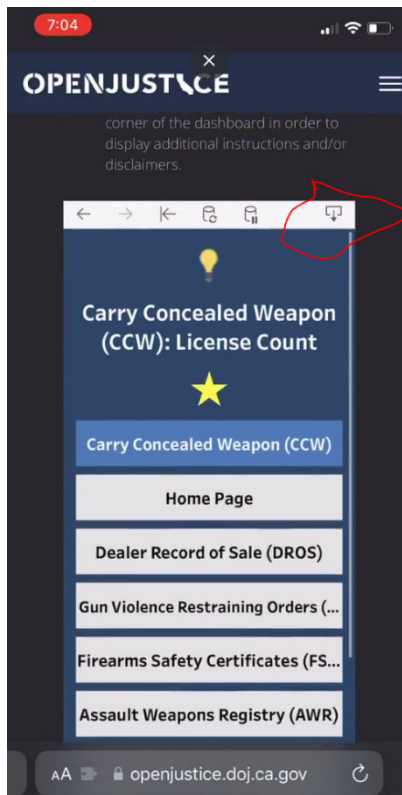 7:04
OPENJUSTICE
corner of the dashboard in order to
display additional instructions and/or
disclaimers.
Carry Concealed Weapon
(CCW): License Count
Carry Concealed Weapon (CCW)
Home Page
Dealer Record of Sale (DROS)
Gun Violence Restraining Orders (...
Firearms Safety Certificates (FS...
Assault Weapons Registry (AWR)
AA openjustice.doj.ca.gov